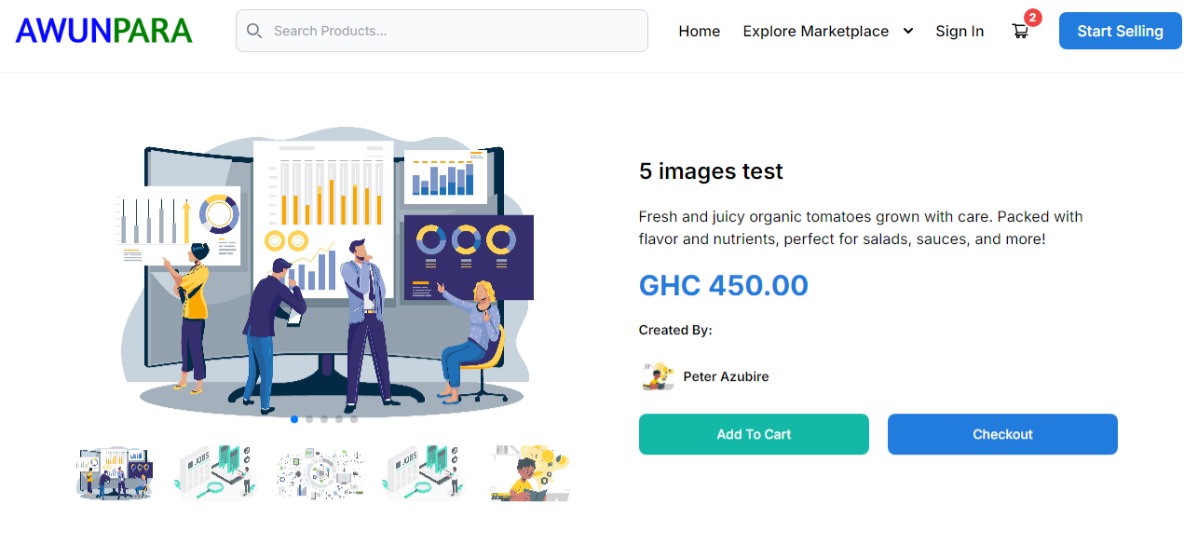 AWUNPARA
Search Products...
Home
Explore Marketplace
Sign In
2
Start Selling
5 images test
Fresh and juicy organic tomatoes grown with care. Packed with
flavor and nutrients, perfect for salads, sauces, and more!
GHC 450.00
Created By:
Peter Azubire
Add To Cart
Checkout
JOBS
JOBS